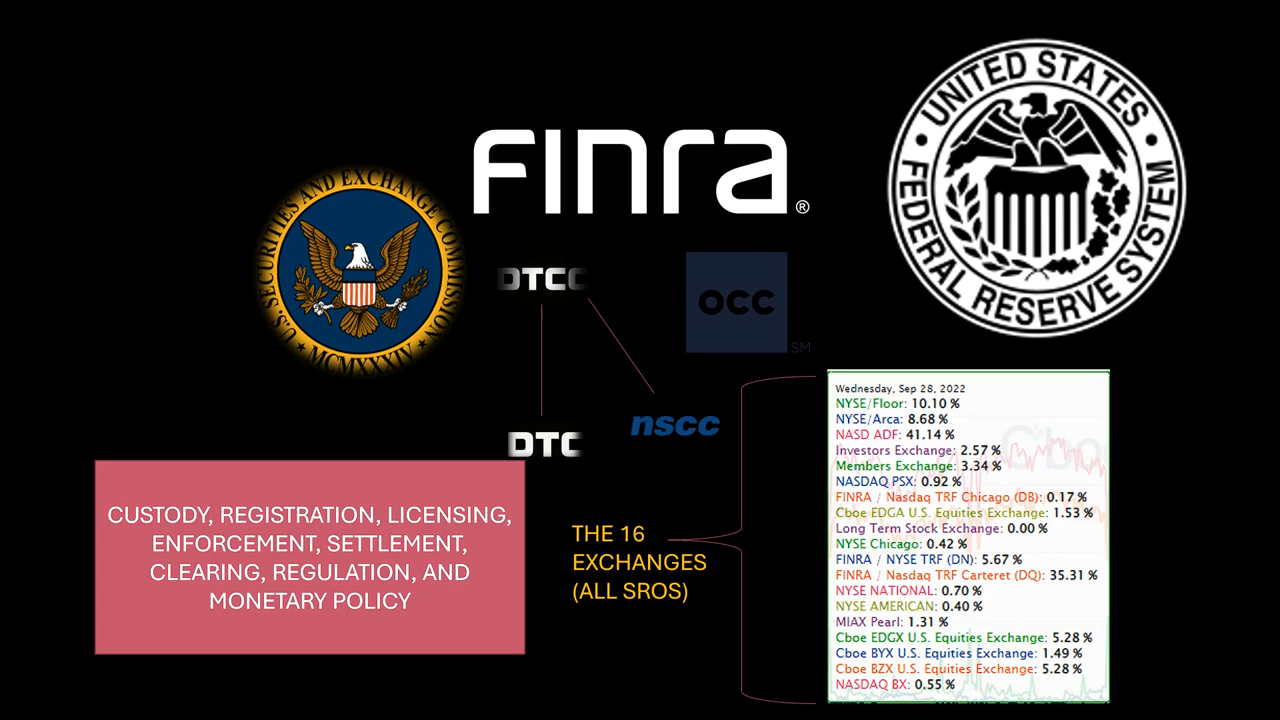 FINRA®
UNITED STATES FEDERAL RESERVE SYSTEM
U.S. SECURITIES AND EXCHANGE COMMISSION
MCMXXXIV
DTCC
OCC
SM
DTC
nscc
CUSTODY, REGISTRATION, LICENSING,
ENFORCEMENT, SETTLEMENT,
CLEARING, REGULATION, AND
MONETARY POLICY
THE 16
EXCHANGES
(ALL SROS)
Wednesday, Sep 28, 2022
NYSE/Floor: 10.10 %
NYSE/Arca: 8.68 %
NASD ADF: 41.14 %
Investors Exchange: 2.57 %
Members Exchange: 3.34 %
NASDAQ PSX: 0.92 %
FINRA / Nasdaq TRF Chicago (DB): 0.17 %
Cboe EDGA U.S. Equities Exchange: 1.53 %
Long Term Stock Exchange: 0.00 %
NYSE Chicago: 0.42 %
FINRA / NYSE TRF (DN): 5.67 %
FINRA / Nasdaq TRF Carteret (DQ): 35.31 %
NYSE NATIONAL: 0.70 %
NYSE AMERICAN: 0.40 %
MIAX Pearl: 1.31 %
Cboe EDGX U.S. Equities Exchange: 5.28 %
Cboe BYX U.S. Equities Exchange: 1.49 %
Cboe BZX U.S. Equities Exchange: 5.28 %
NASDAQ BX: 0.55 %